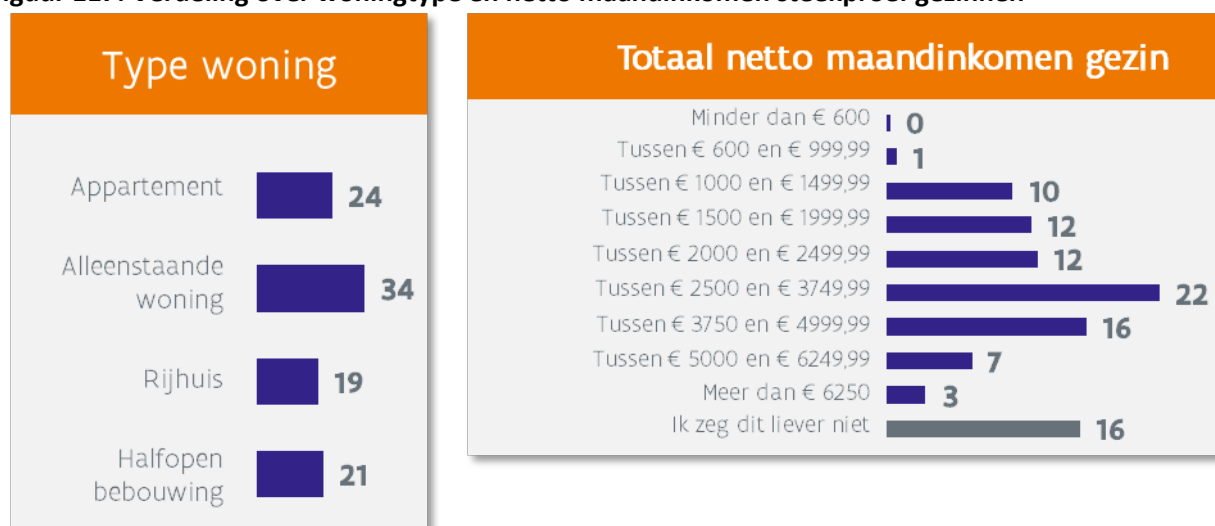 Type woning
Appartement 24
Alleenstaande
woning 34
Rijhuis 19
Halfopen
bebouwing 21
Totaal netto maandinkomen gezin
Minder dan € 600 0
Tussen € 600 en € 999,99 1
Tussen € 1000 en € 1499,99 10
Tussen € 1500 en € 1999,99 12
Tussen € 2000 en € 2499,99 12
Tussen € 2500 en € 3749,99 22
Tussen € 3750 en € 4999,99 16
Tussen € 5000 en € 6249,99 7
Meer dan € 6250 3
Ik zeg dit liever niet 16